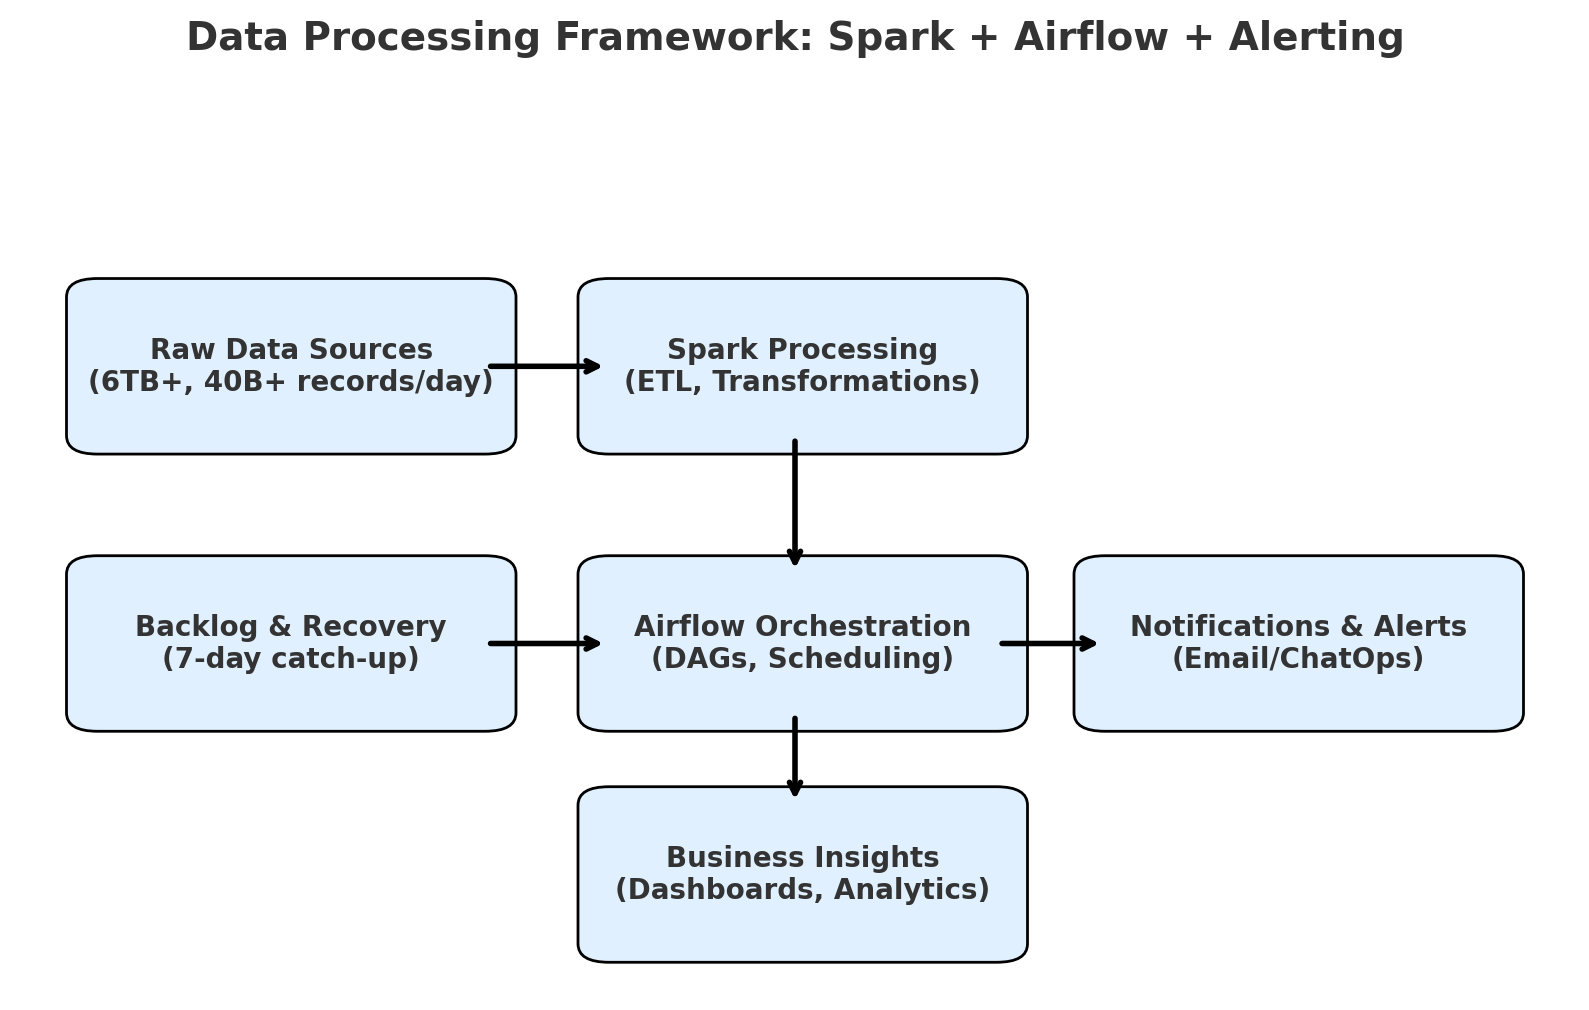 Data Processing Framework: Spark + Airflow + Alerting
Raw Data Sources
(6TB+, 40B+ records/day)
Spark Processing
(ETL, Transformations)
Backlog & Recovery
(7-day catch-up)
Airflow Orchestration
(DAGs, Scheduling)
Notifications & Alerts
(Email/ChatOps)
Business Insights
(Dashboards, Analytics)